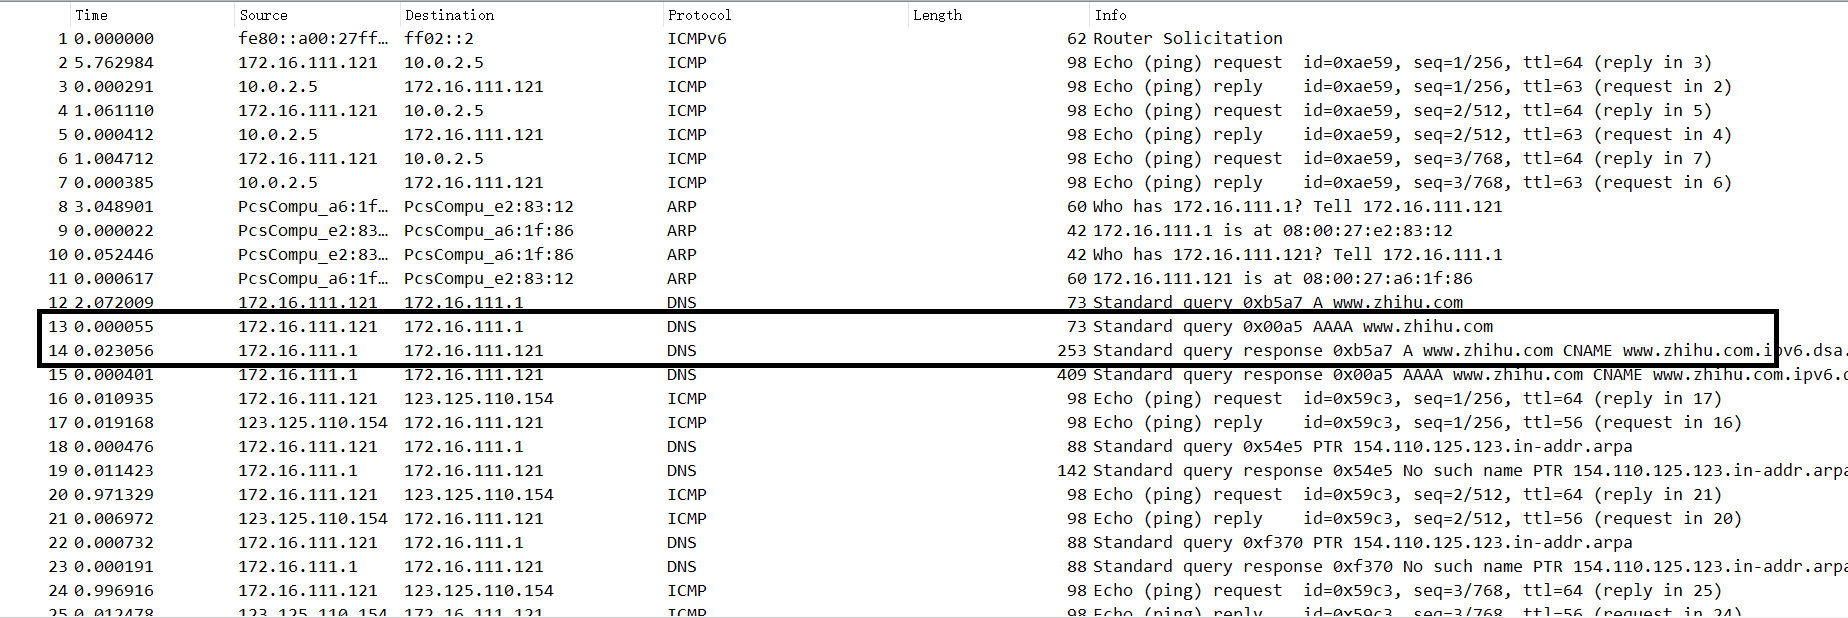 Time Source Destination Protocol Length Info
1 0.000000 fe80::a00:27ff… ff02::2 ICMPv6 62 Router Solicitation
2 5.762984 172.16.111.121 10.0.2.5 ICMP 98 Echo (ping) request id=0xae59, seq=1/256, ttl=64 (reply in 3)
3 0.000291 10.0.2.5 172.16.111.121 ICMP 98 Echo (ping) reply id=0xae59, seq=1/256, ttl=63 (request in 2)
4 1.061110 172.16.111.121 10.0.2.5 ICMP 98 Echo (ping) request id=0xae59, seq=2/512, ttl=64 (reply in 5)
5 0.000412 10.0.2.5 172.16.111.121 ICMP 98 Echo (ping) reply id=0xae59, seq=2/512, ttl=63 (request in 4)
6 1.004712 172.16.111.121 10.0.2.5 ICMP 98 Echo (ping) request id=0xae59, seq=3/768, ttl=64 (reply in 7)
7 0.000385 10.0.2.5 172.16.111.121 ICMP 98 Echo (ping) reply id=0xae59, seq=3/768, ttl=63 (request in 6)
8 3.048901 PcsCompu_a6:1f… PcsCompu_e2:83:12 ARP 60 Who has 172.16.111.1? Tell 172.16.111.121
9 0.000022 PcsCompu_e2:83… PcsCompu_a6:1f:86 ARP 42 172.16.111.1 is at 08:00:27:e2:83:12
10 0.052446 PcsCompu_e2:83… PcsCompu_a6:1f:86 ARP 42 Who has 172.16.111.121? Tell 172.16.111.1
11 0.000617 PcsCompu_a6:1f… PcsCompu_e2:83:12 ARP 60 172.16.111.121 is at 08:00:27:a6:1f:86
12 2.072009 172.16.111.121 172.16.111.1 DNS 73 Standard query 0xb5a7 A www.zhihu.com
13 0.000055 172.16.111.121 172.16.111.1 DNS 73 Standard query 0x00a5 AAAA www.zhihu.com
14 0.023056 172.16.111.1 172.16.111.121 DNS 253 Standard query response 0xb5a7 A www.zhihu.com CNAME www.zhihu.com.ipv6.dsa.
15 0.000401 172.16.111.1 172.16.111.121 DNS 409 Standard query response 0x00a5 AAAA www.zhihu.com CNAME www.zhihu.com.ipv6.d
16 0.010935 172.16.111.121 123.125.110.154 ICMP 98 Echo (ping) request id=0x59c3, seq=1/256, ttl=64 (reply in 17)
17 0.019168 123.125.110.154 172.16.111.121 ICMP 98 Echo (ping) reply id=0x59c3, seq=1/256, ttl=56 (request in 16)
18 0.000476 172.16.111.121 172.16.111.1 DNS 88 Standard query 0x54e5 PTR 154.110.125.123.in-addr.arpa
19 0.011423 172.16.111.1 172.16.111.121 DNS 142 Standard query response 0x54e5 No such name PTR 154.110.125.123.in-addr.arpa
20 0.971329 172.16.111.121 123.125.110.154 ICMP 98 Echo (ping) request id=0x59c3, seq=2/512, ttl=64 (reply in 21)
21 0.006972 123.125.110.154 172.16.111.121 ICMP 98 Echo (ping) reply id=0x59c3, seq=2/512, ttl=56 (request in 20)
22 0.000732 172.16.111.121 172.16.111.1 DNS 88 Standard query 0xf370 PTR 154.110.125.123.in-addr.arpa
23 0.000191 172.16.111.1 172.16.111.121 DNS 88 Standard query response 0xf370 No such name PTR 154.110.125.123.in-addr.arpa
24 0.996916 172.16.111.121 123.125.110.154 ICMP 98 Echo (ping) request id=0x59c3, seq=3/768, ttl=64 (reply in 25)
25 0.012478 123.125.110.154 172.16.111.121 ICMP 98 Echo (ping) reply id=0x59c3, seq=3/768, ttl=56 (request in 24)